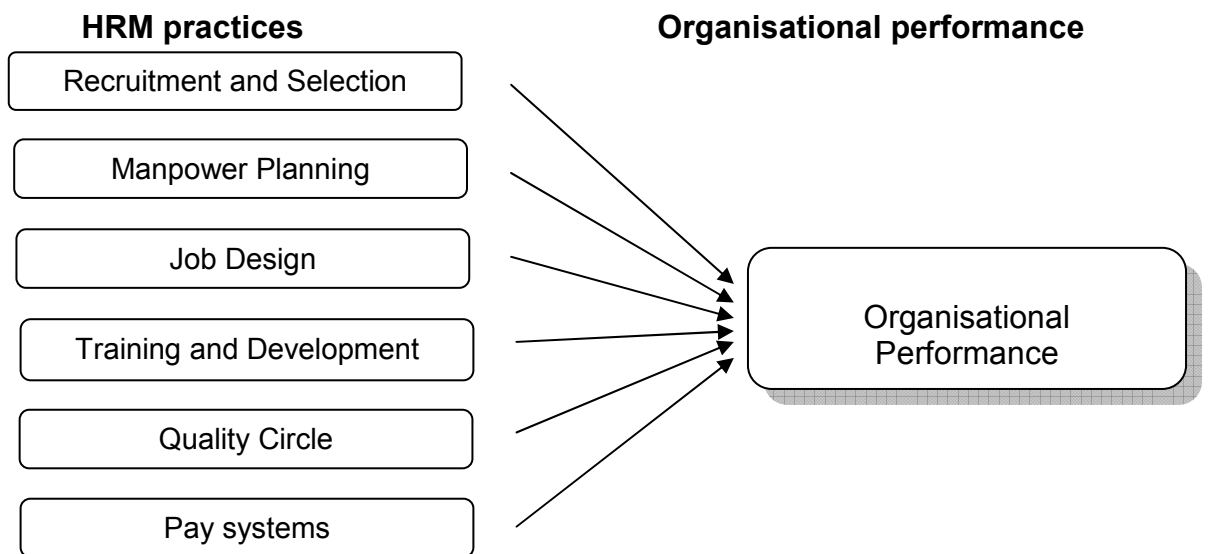 HRM practices
Organisational performance
Recruitment and Selection
Manpower Planning
Job Design
Training and Development
Quality Circle
Pay systems
Organisational
Performance